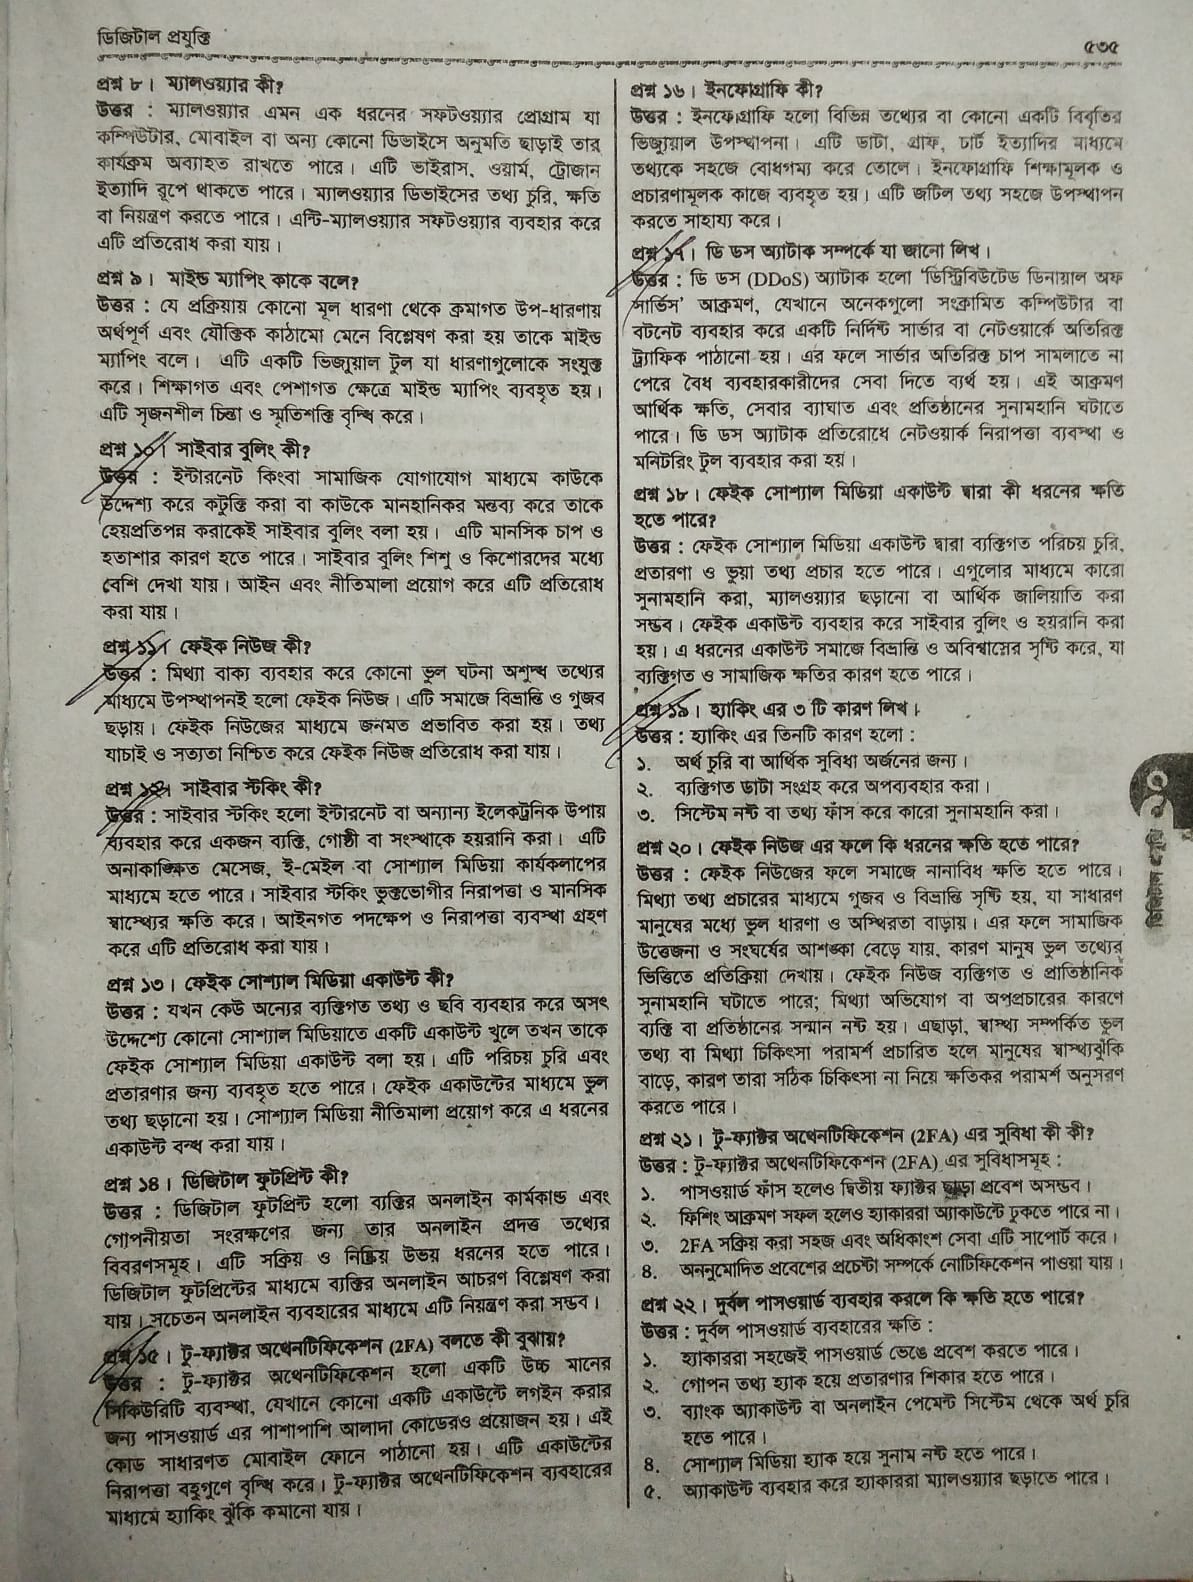 ডিজিটাল প্রযুক্তি
৫৩৫
প্রশ্ন ৮। ম্যালওয়্যার কী?
উত্তর : ম্যালওয়্যার এমন এক ধরনের সফটওয়্যার প্রোগ্রাম যা
কম্পিউটার, মোবাইল বা অন্য কোনো ডিভাইসে অনুমতি ছাড়াই তার
কার্যক্রম অব্যাহত রাখতে পারে। এটি ভাইরাস, ওয়ার্ম, ট্রোজান
ইত্যাদি রূপে থাকতে পারে। ম্যালওয়্যার ডিভাইসের তথ্য চুরি, ক্ষতি
বা নিয়ন্ত্রণ করতে পারে। এন্টি-ম্যালওয়্যার সফটওয়্যার ব্যবহার করে
এটি প্রতিরোধ করা যায়।
প্রশ্ন ৯। মাইন্ড ম্যাপিং কাকে বলে?
উত্তর : যে প্রক্রিয়ায় কোনো মূল ধারণা থেকে ক্রমাগত উপ-ধারণায়
অর্থপূর্ণ এবং যৌক্তিক কাঠামো মেনে বিশ্লেষণ করা হয় তাকে মাইন্ড
ম্যাপিং বলে। এটি একটি ভিজ্যুয়াল টুল যা ধারণাগুলোকে সংযুক্ত
করে। শিক্ষাগত এবং পেশাগত ক্ষেত্রে মাইন্ড ম্যাপিং ব্যবহৃত হয়।
এটি সৃজনশীল চিন্তা ও স্মৃতিশক্তি বৃদ্ধি করে।
প্রশ্ন ১০। সাইবার বুলিং কী?
উত্তর : ইন্টারনেট কিংবা সামাজিক যোগাযোগ মাধ্যমে কাউকে
উদ্দেশ্য করে কটুক্তি করা বা কাউকে মানহানিকর মন্তব্য করে তাকে
হেয়প্রতিপন্ন করাকেই সাইবার বুলিং বলা হয়। এটি মানসিক চাপ ও
হতাশার কারণ হতে পারে। সাইবার বুলিং শিশু ও কিশোরদের মধ্যে
বেশি দেখা যায়। আইন এবং নীতিমালা প্রয়োগ করে এটি প্রতিরোধ
করা যায়।
প্রশ্ন ১১। ফেইক নিউজ কী?
উত্তর : মিথ্যা বাক্য ব্যবহার করে কোনো ভুল ঘটনা অশুদ্ধ তথ্যের
মাধ্যমে উপস্থাপনই হলো ফেইক নিউজ। এটি সমাজে বিভ্রান্তি ও গুজব
ছড়ায়। ফেইক নিউজের মাধ্যমে জনমত প্রভাবিত করা হয়। তথ্য
যাচাই ও সত্যতা নিশ্চিত করে ফেইক নিউজ প্রতিরোধ করা যায়।
প্রশ্ন ১২। সাইবার স্টকিং কী?
উত্তর : সাইবার স্টকিং হলো ইন্টারনেট বা অন্যান্য ইলেকট্রনিক উপায়
ব্যবহার করে একজন ব্যক্তি, গোষ্ঠী বা সংস্থাকে হয়রানি করা। এটি
অনাকাঙ্ক্ষিত মেসেজ, ই-মেইল বা সোশ্যাল মিডিয়া কার্যকলাপের
মাধ্যমে হতে পারে। সাইবার স্টকিং ভুক্তভোগীর নিরাপত্তা ও মানসিক
স্বাস্থ্যের ক্ষতি করে। আইনগত পদক্ষেপ ও নিরাপত্তা ব্যবস্থা গ্রহণ
করে এটি প্রতিরোধ করা যায়।
প্রশ্ন ১৩। ফেইক সোশ্যাল মিডিয়া একাউন্ট কী?
উত্তর : যখন কেউ অন্যের ব্যক্তিগত তথ্য ও ছবি ব্যবহার করে অসৎ
উদ্দেশ্যে কোনো সোশ্যাল মিডিয়াতে একটি একাউন্ট খুলে তখন তাকে
ফেইক সোশ্যাল মিডিয়া একাউন্ট বলা হয়। এটি পরিচয় চুরি এবং
প্রতারণার জন্য ব্যবহৃত হতে পারে। ফেইক একাউন্টের মাধ্যমে ভুল
তথ্য ছড়ানো হয়। সোশ্যাল মিডিয়া নীতিমালা প্রয়োগ করে এ ধরনের
একাউন্ট বন্ধ করা যায়।
প্রশ্ন ১৪। ডিজিটাল ফুটপ্রিন্ট কী?
উত্তর : ডিজিটাল ফুটপ্রিন্ট হলো ব্যক্তির অনলাইন কার্মকান্ড এবং
গোপনীয়তা সংরক্ষণের জন্য তার অনলাইন প্রদত্ত তথ্যের
বিবরণসমূহ। এটি সক্রিয় ও নিষ্ক্রিয় উভয় ধরনের হতে পারে।
ডিজিটাল ফুটপ্রিন্টের মাধ্যমে ব্যক্তির অনলাইন আচরণ বিশ্লেষণ করা
যায়। সচেতন অনলাইন ব্যবহারের মাধ্যমে এটি নিয়ন্ত্রণ করা সম্ভব।
প্রশ্ন ১৫। টু-ফ্যাক্টর অথেনটিফিকেশন (2FA) বলতে কী বুঝায়?
উত্তর : টু-ফ্যাক্টর অথেনটিফিকেশন হলো একটি উচ্চ মানের
সিকিউরিটি ব্যবস্থা, যেখানে কোনো একটি একাউন্টে লগইন করার
জন্য পাসওয়ার্ড এর পাশাপাশি আলাদা কোডেরও প্রয়োজন হয়। এই
কোড সাধারণত মোবাইল ফোনে পাঠানো হয়। এটি একাউন্টের
নিরাপত্তা বহুগুণে বৃদ্ধি করে। টু-ফ্যাক্টর অথেনটিফিকেশন ব্যবহারের
মাধ্যমে হ্যাকিং ঝুঁকি কমানো যায়।
প্রশ্ন ১৬। ইনফোগ্রাফি কী?
উত্তর : ইনফোগ্রাফি হলো বিভিন্ন তথ্যের বা কোনো একটি বিবৃতির
ভিজ্যুয়াল উপস্থাপনা। এটি ডাটা, গ্রাফ, চার্ট ইত্যাদির মাধ্যমে
তথ্যকে সহজে বোধগম্য করে তোলে। ইনফোগ্রাফি শিক্ষামূলক ও
প্রচারণামূলক কাজে ব্যবহৃত হয়। এটি জটিল তথ্য সহজে উপস্থাপন
করতে সাহায্য করে।
প্রশ্ন ১৭। ডি ডস অ্যাটাক সম্পর্কে যা জানো লিখ।
উত্তর : ডি ডস (DDoS) অ্যাটাক হলো 'ডিস্ট্রিবিউটেড ডিনায়াল অফ
সার্ভিস' আক্রমণ, যেখানে অনেকগুলো সংক্রামিত কম্পিউটার বা
বটনেট ব্যবহার করে একটি নির্দিষ্ট সার্ভার বা নেটওয়ার্কে অতিরিক্ত
ট্র্যাফিক পাঠানো হয়। এর ফলে সার্ভার অতিরিক্ত চাপ সামলাতে না
পেরে বৈধ ব্যবহারকারীদের সেবা দিতে ব্যর্থ হয়। এই আক্রমণ
আর্থিক ক্ষতি, সেবার ব্যাঘাত এবং প্রতিষ্ঠানের সুনামহানি ঘটাতে
পারে। ডি ডস অ্যাটাক প্রতিরোধে নেটওয়ার্ক নিরাপত্তা ব্যবস্থা ও
মনিটরিং টুল ব্যবহার করা হয়।
প্রশ্ন ১৮। ফেইক সোশ্যাল মিডিয়া একাউন্ট দ্বারা কী ধরনের ক্ষতি
হতে পারে?
উত্তর : ফেইক সোশ্যাল মিডিয়া একাউন্ট দ্বারা ব্যক্তিগত পরিচয় চুরি,
প্রতারণা ও ভুয়া তথ্য প্রচার হতে পারে। এগুলোর মাধ্যমে কারো
সুনামহানি করা, ম্যালওয়্যার ছড়ানো বা আর্থিক জালিয়াতি করা
সম্ভব। ফেইক একাউন্ট ব্যবহার করে সাইবার বুলিং ও হয়রানি করা
হয়। এ ধরনের একাউন্ট সমাজে বিভ্রান্তি ও অবিশ্বাসের সৃষ্টি করে, যা
ব্যক্তিগত ও সামাজিক ক্ষতির কারণ হতে পারে।
প্রশ্ন ১৯। হ্যাকিং এর ৩ টি কারণ লিখ।
উত্তর : হ্যাকিং এর তিনটি কারণ হলো :
১. অর্থ চুরি বা আর্থিক সুবিধা অর্জনের জন্য।
২. ব্যক্তিগত ডাটা সংগ্রহ করে অপব্যবহার করা।
৩. সিস্টেম নষ্ট বা তথ্য ফাঁস করে কারো সুনামহানি করা।
প্রশ্ন ২০। ফেইক নিউজ এর ফলে কি ধরনের ক্ষতি হতে পারে?
উত্তর : ফেইক নিউজের ফলে সমাজে নানাবিধ ক্ষতি হতে পারে।
মিথ্যা তথ্য প্রচারের মাধ্যমে গুজব ও বিভ্রান্তি সৃষ্টি হয়, যা সাধারণ
মানুষের মধ্যে ভুল ধারণা ও অস্থিরতা বাড়ায়। এর ফলে সামাজিক
উত্তেজনা ও সংঘর্ষের আশঙ্কা বেড়ে যায়, কারণ মানুষ ভুল তথ্যের
ভিত্তিতে প্রতিক্রিয়া দেখায়। ফেইক নিউজ ব্যক্তিগত ও প্রাতিষ্ঠানিক
সুনামহানি ঘটাতে পারে; মিথ্যা অভিযোগ বা অপপ্রচারের কারণে
ব্যক্তি বা প্রতিষ্ঠানের সম্মান নষ্ট হয়। এছাড়া, স্বাস্থ্য সম্পর্কিত ভুল
তথ্য বা মিথ্যা চিকিৎসা পরামর্শ প্রচারিত হলে মানুষের স্বাস্থ্যঝুঁকি
বাড়ে, কারণ তারা সঠিক চিকিৎসা না নিয়ে ক্ষতিকর পরামর্শ অনুসরণ
করতে পারে।
প্রশ্ন ২১। টু-ফ্যাক্টর অথেনটিফিকেশন (2FA) এর সুবিধা কী কী?
উত্তর : টু-ফ্যাক্টর অথেনটিফিকেশন (2FA) এর সুবিধাসমূহ :
১. পাসওয়ার্ড ফাঁস হলেও দ্বিতীয় ফ্যাক্টর ছাড়া প্রবেশ অসম্ভব।
২. ফিশিং আক্রমণ সফল হলেও হ্যাকাররা অ্যাকাউন্টে ঢুকতে পারে না।
৩. 2FA সক্রিয় করা সহজ এবং অধিকাংশ সেবা এটি সাপোর্ট করে।
৪. অননুমোদিত প্রবেশের প্রচেষ্টা সম্পর্কে নোটিফিকেশন পাওয়া যায়।
প্রশ্ন ২২। দুর্বল পাসওয়ার্ড ব্যবহার করলে কি ক্ষতি হতে পারে?
উত্তর : দুর্বল পাসওয়ার্ড ব্যবহারের ক্ষতি :
১. হ্যাকাররা সহজেই পাসওয়ার্ড ভেঙে প্রবেশ করতে পারে।
২. গোপন তথ্য হ্যাক হয়ে প্রতারণার শিকার হতে পারে।
৩. ব্যাংক অ্যাকাউন্ট বা অনলাইন পেমেন্ট সিস্টেম থেকে অর্থ চুরি
হতে পারে।
৪. সোশ্যাল মিডিয়া হ্যাক হয়ে সুনাম নষ্ট হতে পারে।
৫. অ্যাকাউন্ট ব্যবহার করে হ্যাকাররা ম্যালওয়্যার ছড়াতে পারে।
১০
ডিজিটাল প্রযুক্তি